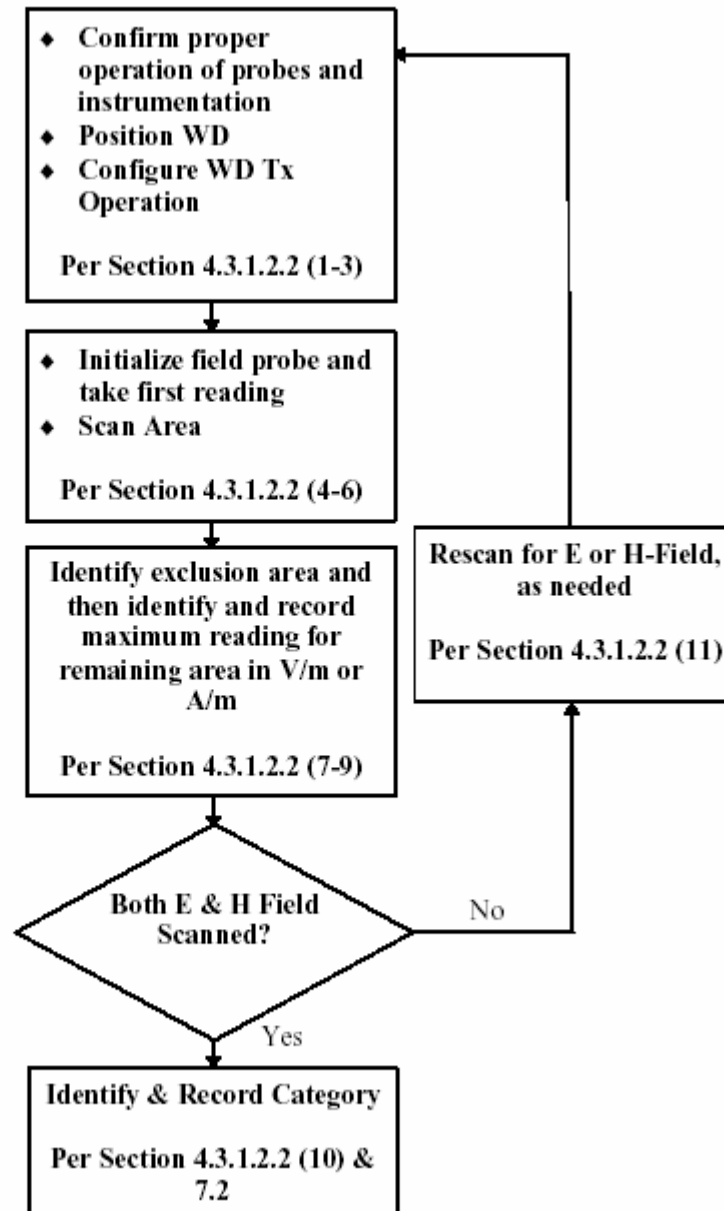 ♦ Confirm proper
operation of probes and
instrumentation
♦ Position WD
♦ Configure WD Tx
Operation
Per Section 4.3.1.2.2 (1-3)
♦ Initialize field probe and
take first reading
♦ Scan Area
Per Section 4.3.1.2.2 (4-6)
Identify exclusion area and
then identify and record
maximum reading for
remaining area in V/m or
A/m
Per Section 4.3.1.2.2 (7-9)
Rescan for E or H-Field,
as needed
Per Section 4.3.1.2.2 (11)
Both E & H Field
Scanned?
No
Yes
Identify & Record Category
Per Section 4.3.1.2.2 (10) &
7.2